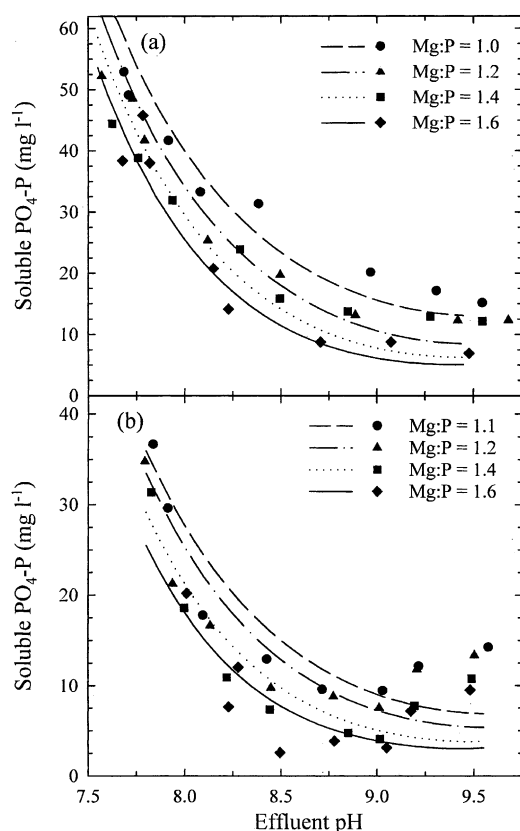 60
50
40
30
20
10
0
Soluble PO4-P (mg l-1)
(a)
Mg:P = 1.0
Mg:P = 1.2
Mg:P = 1.4
Mg:P = 1.6
40
30
20
10
0
Soluble PO4-P (mg l-1)
(b)
Mg:P = 1.1
Mg:P = 1.2
Mg:P = 1.4
Mg:P = 1.6
7.5 8.0 8.5 9.0 9.5
Effluent pH